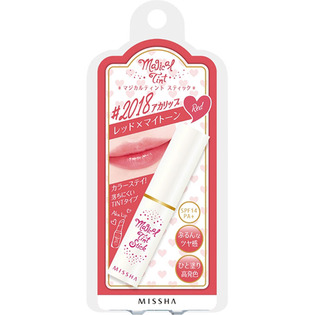 Magical
Tint
マジカルティント スティック
#2018アカリップ
レッド×マイトーン
Red
カラーステイ!
落ちにくい
TINTタイプ
SPF14
PA+
ぷるんな
ツヤ感
ひと塗り
高発色
Magical
Tint
Stick
MISSHA